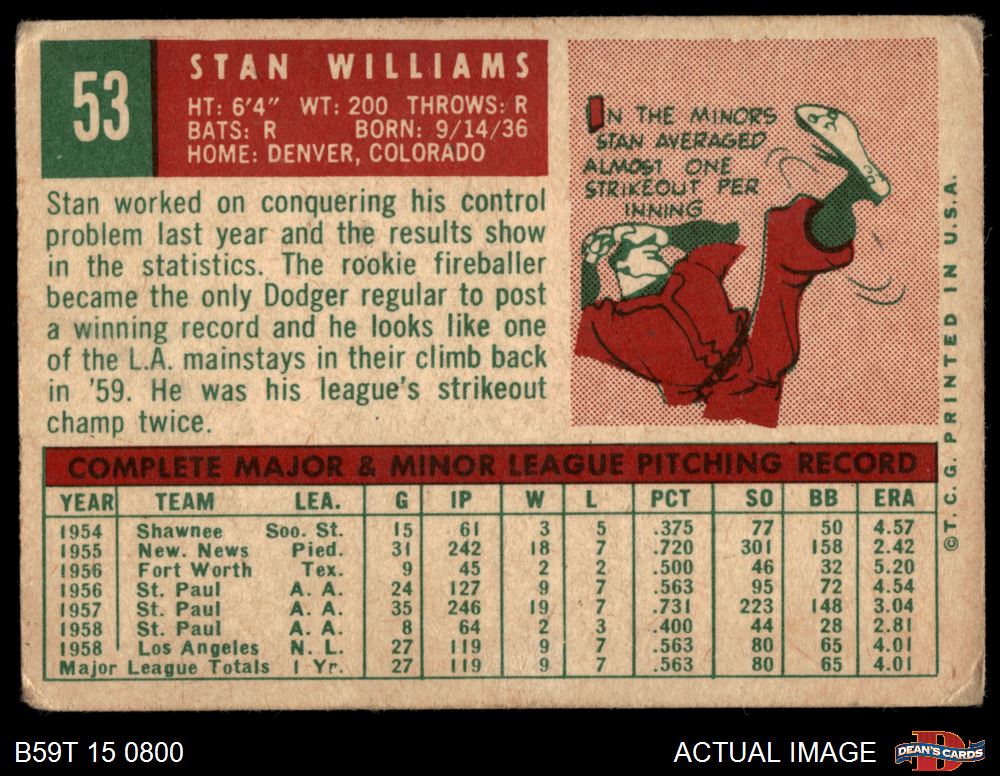 53
STAN WILLIAMS
HT: 6'4" WT: 200 THROWS: R
BATS: R BORN: 9/14/36
HOME: DENVER, COLORADO
Stan worked on conquering his control
problem last year and the results show
in the statistics. The rookie fireballer
became the only Dodger regular to post
a winning record and he looks like one
of the L.A. mainstays in their climb back
in '59. He was his league's strikeout
champ twice.
IN THE MINORS
STAN AVERAGED
ALMOST ONE
STRIKEOUT PER
INNING
©T.C.G. PRINTED IN U.S.A.
COMPLETE MAJOR & MINOR LEAGUE PITCHING RECORD
YEAR TEAM LEA. G IP W L PCT SO BB ERA
1954 Shawnee Soo. St. 15 61 3 5 .375 77 50 4.57
1955 New. News Pied. 31 242 18 7 .720 301 158 2.42
1956 Fort Worth Tex. 9 45 2 2 .500 46 32 5.20
1956 St. Paul A. A. 24 127 9 7 .563 95 72 4.54
1957 St. Paul A. A. 35 246 19 7 .731 223 148 3.04
1958 St. Paul A. A. 8 64 2 3 .400 44 28 2.81
1958 Los Angeles N. L. 27 119 9 7 .563 80 65 4.01
Major League Totals 1 Yr. 27 119 9 7 .563 80 65 4.01
B59T 15 0800
ACTUAL IMAGE
DEAN'S CARDS